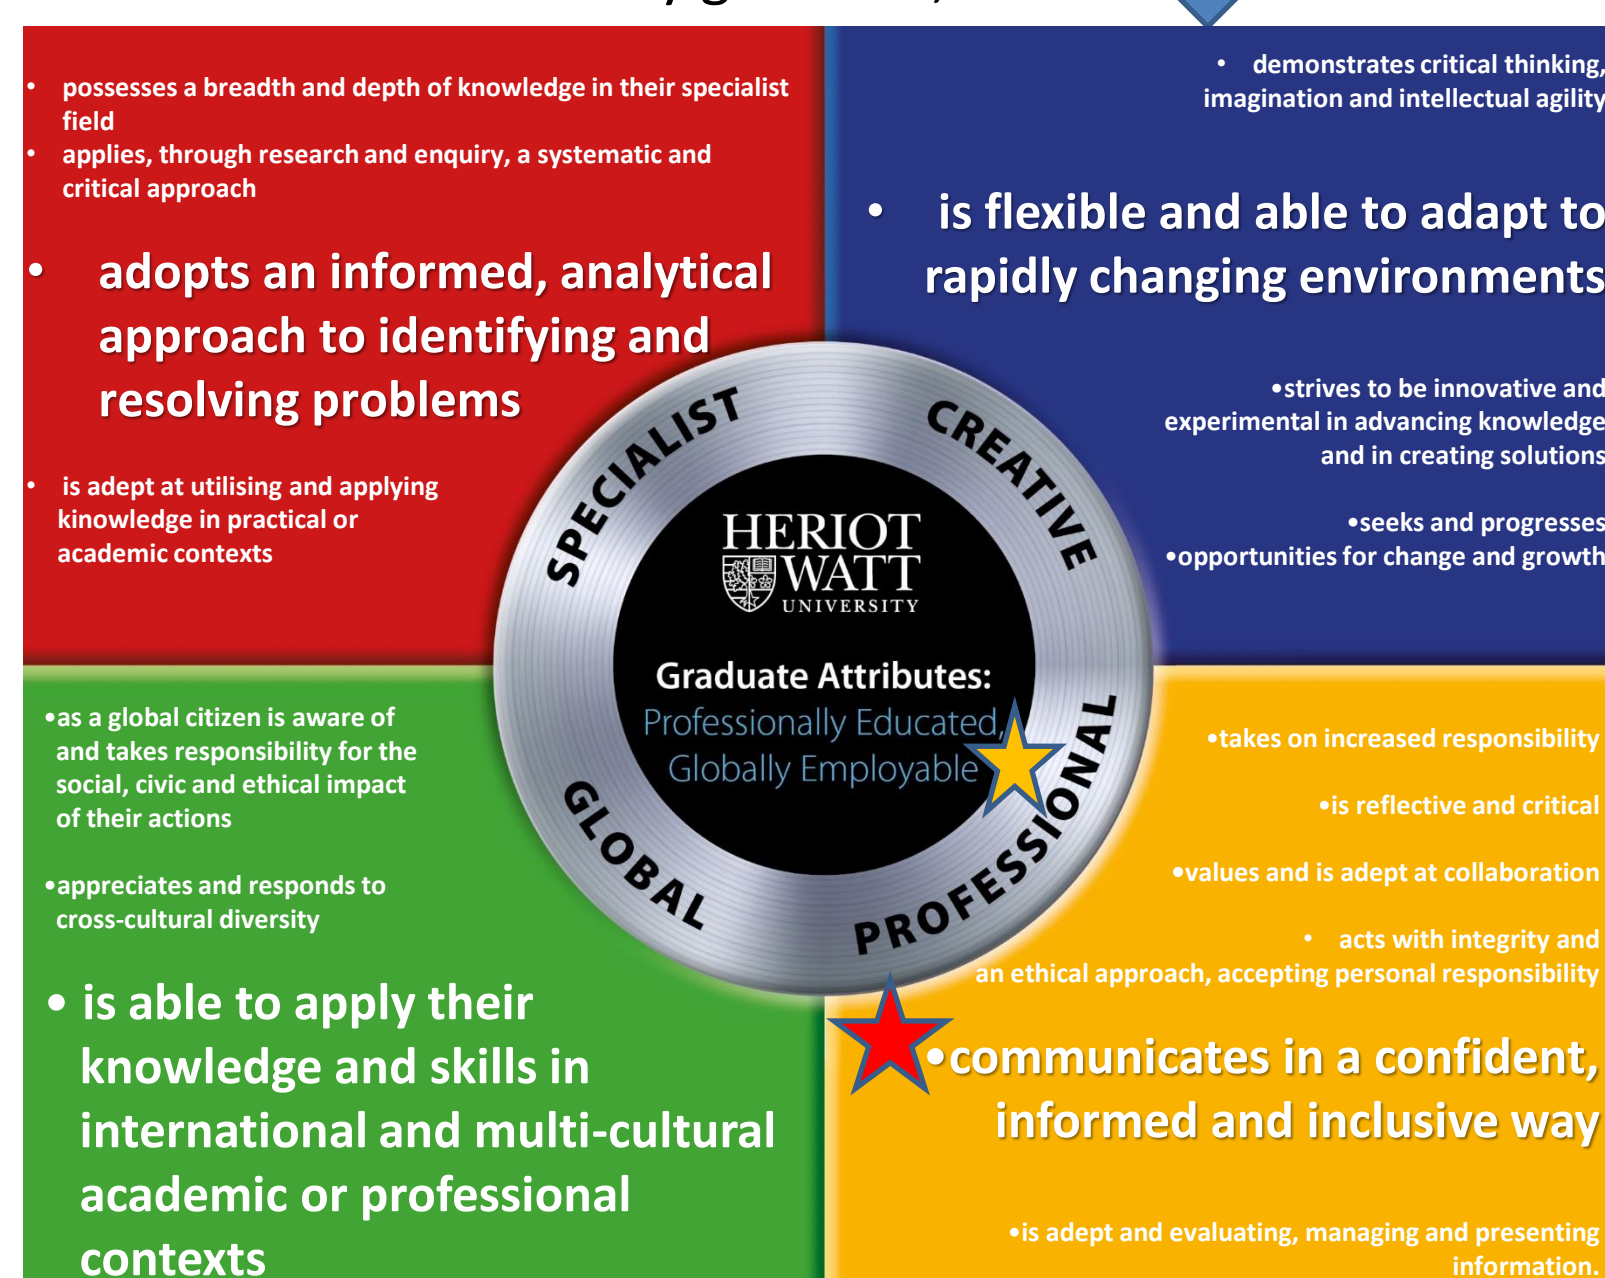 • possesses a breadth and depth of knowledge in their specialist
field
• applies, through research and enquiry, a systematic and
critical approach
• adopts an informed, analytical
approach to identifying and
resolving problems
• is adept at utilising and applying
kinowledge in practical or
academic contexts
• demonstrates critical thinking,
imagination and intellectual agility
• is flexible and able to adapt to
rapidly changing environments
•strives to be innovative and
experimental in advancing knowledge
and in creating solutions
•seeks and progresses
•opportunities for change and growth
SPECIALIST
CREATIVE
HERIOT
WATT
UNIVERSITY
Graduate Attributes:
Professionally Educated,
Globally Employable
GLOBAL
PROFESSIONAL
•as a global citizen is aware of
and takes responsibility for the
social, civic and ethical impact
of their actions
•appreciates and responds to
cross-cultural diversity
• is able to apply their
knowledge and skills in
international and multi-cultural
academic or professional
contexts
•takes on increased responsibility
•is reflective and critical
•values and is adept at collaboration
• acts with integrity and
an ethical approach, accepting personal responsibility
•communicates in a confident,
informed and inclusive way
•is adept and evaluating, managing and presenting
information.